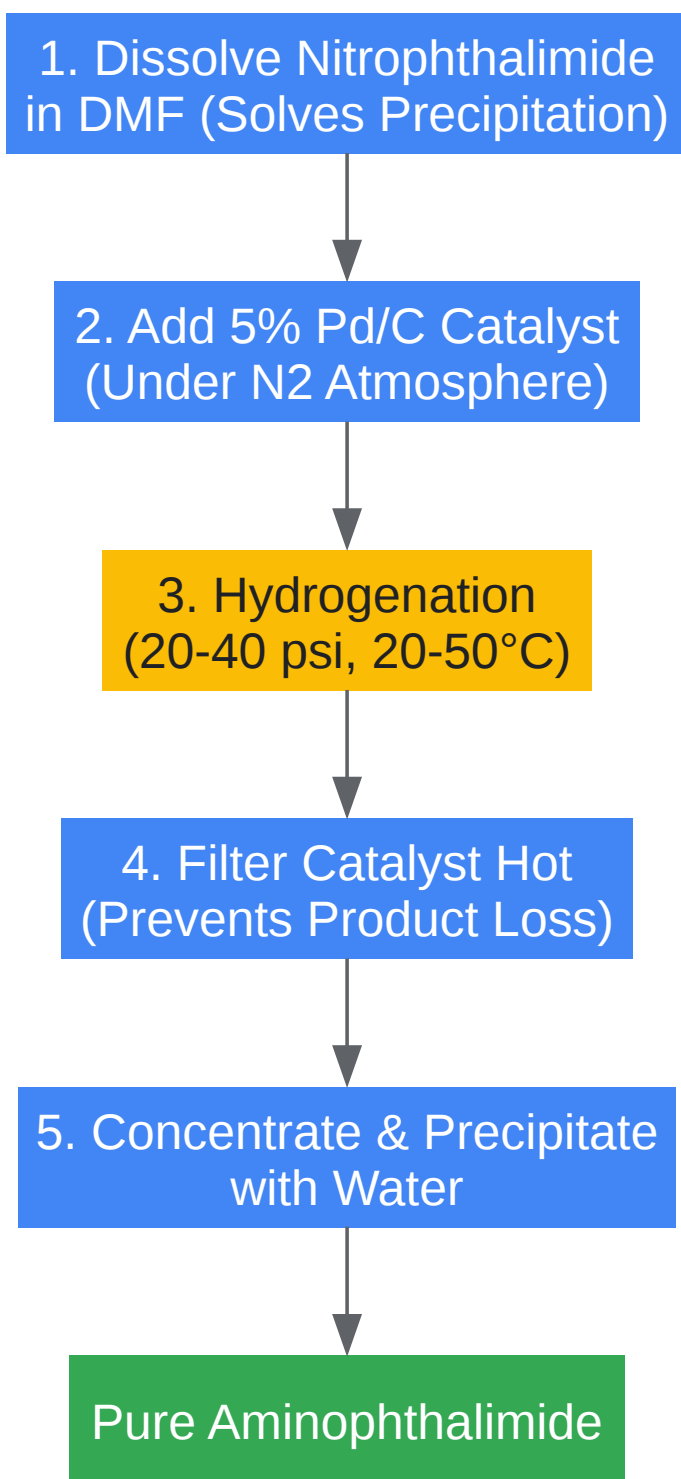 1. Dissolve Nitrophthalimide
in DMF (Solves Precipitation)
2. Add 5% Pd/C Catalyst
(Under N2 Atmosphere)
3. Hydrogenation
(20-40 psi, 20-50°C)
4. Filter Catalyst Hot
(Prevents Product Loss)
5. Concentrate & Precipitate
with Water
Pure Aminophthalimide